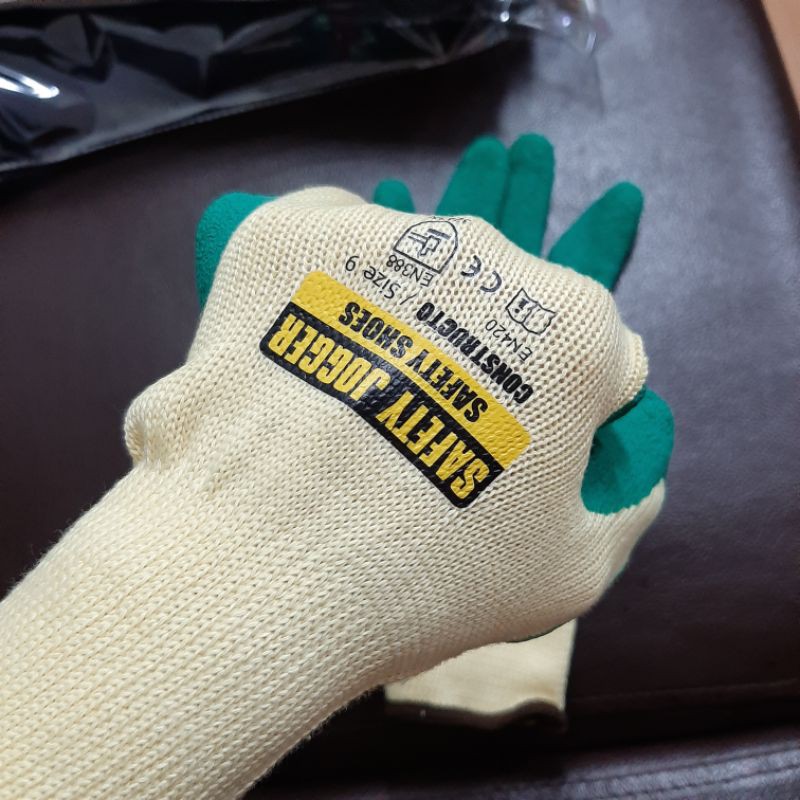 SAFETY JOGGER
SAFETY SHOES
CONSTRUCTO / Size 9
EN420 CE EN388